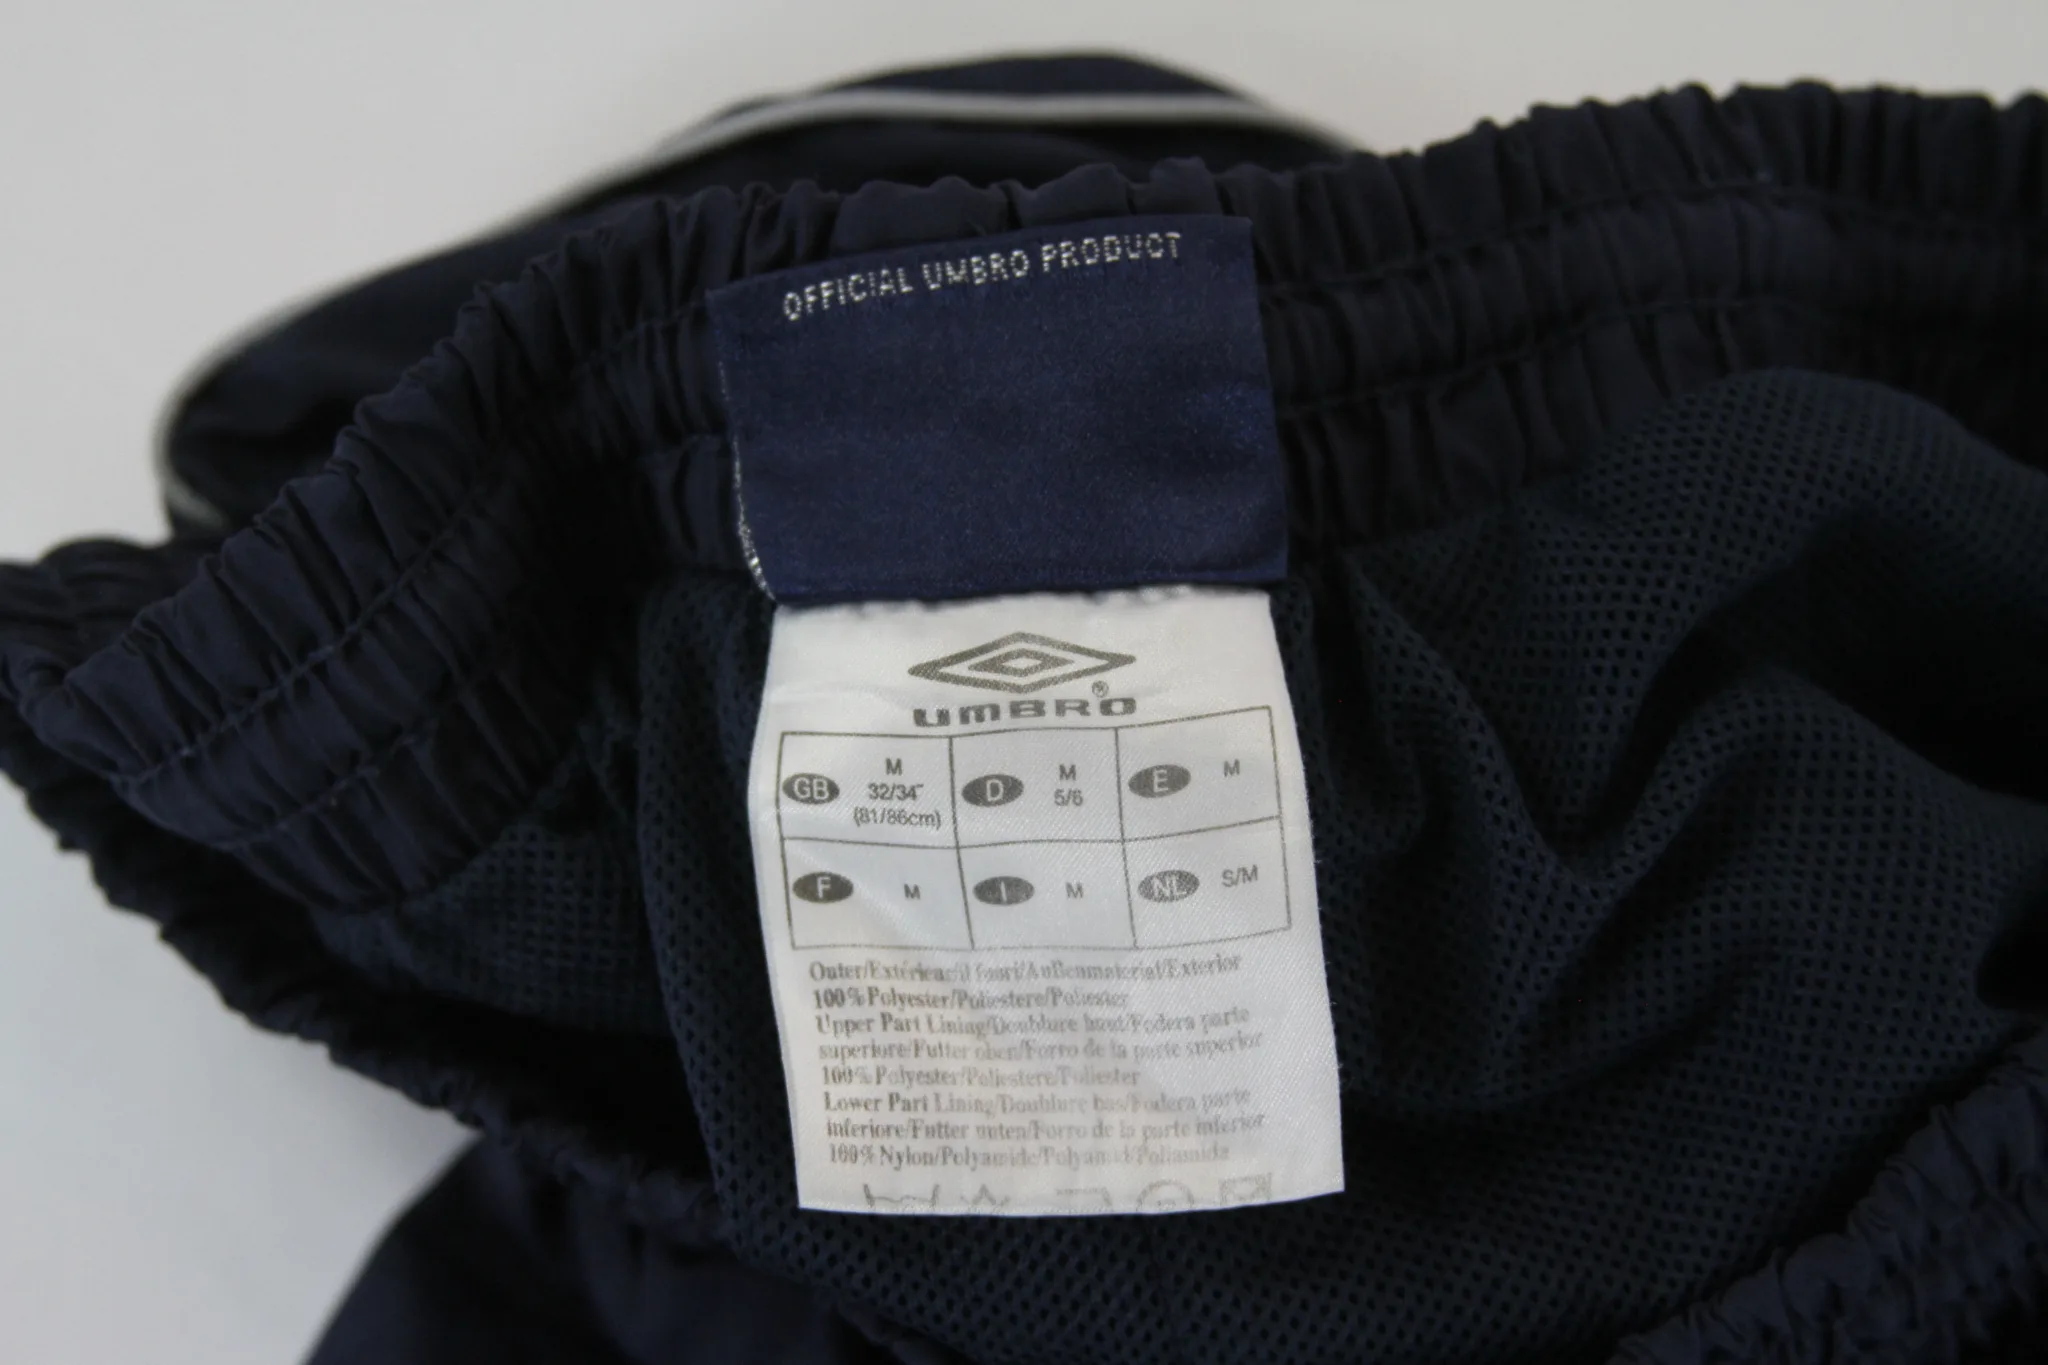 OFFICIAL UMBRO PRODUCT
UMBRO®
GB M 32/34" (81/86cm)
D M 5/6
E M
F M
I M
NL S/M
Outer/Extérieur/il fuori/Außenmaterial/Exterior
100% Polyester/Poliestere/Poliester
Upper Part Lining/Doublure haut/Fodera parte
superiore/Futter oben/Forro de la parte superior
100% Polyester/Poliestere/Poliester
Lower Part Lining/Doublure bas/Fodera parte
inferiore/Futter unten/Forro de la parte inferior
100% Nylon/Polyamide/Polyamid/Poliamida